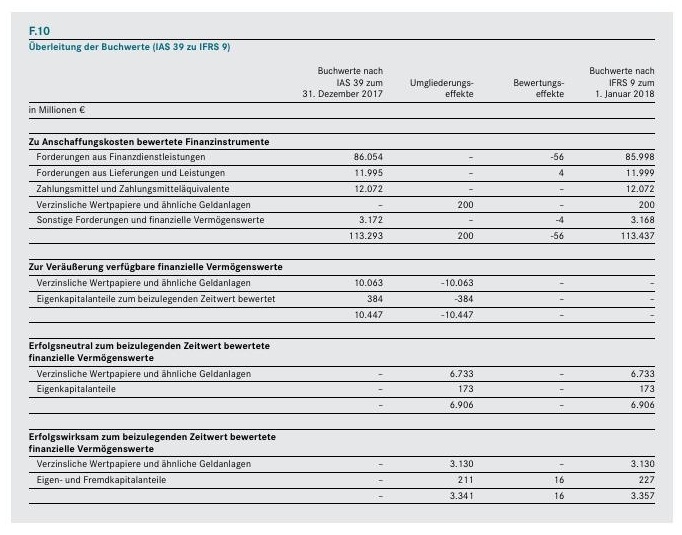 F.10
Überleitung der Buchwerte (IAS 39 zu IFRS 9)
Buchwerte nach IAS 39 zum 31. Dezember 2017 Umgliederungs- effekte Bewertungs- effekte Buchwerte nach IFRS 9 zum 1. Januar 2018
in Millionen €
Zu Anschaffungskosten bewertete Finanzinstrumente
Forderungen aus Finanzdienstleistungen 86.054 – -56 85.998
Forderungen aus Lieferungen und Leistungen 11.995 – 4 11.999
Zahlungsmittel und Zahlungsmitteläquivalente 12.072 – – 12.072
Verzinsliche Wertpapiere und ähnliche Geldanlagen – 200 – 200
Sonstige Forderungen und finanzielle Vermögenswerte 3.172 – -4 3.168
113.293 200 -56 113.437
Zur Veräußerung verfügbare finanzielle Vermögenswerte
Verzinsliche Wertpapiere und ähnliche Geldanlagen 10.063 -10.063 – –
Eigenkapitalanteile zum beizulegenden Zeitwert bewertet 384 -384 – –
10.447 -10.447 – –
Erfolgsneutral zum beizulegenden Zeitwert bewertete
finanzielle Vermögenswerte
Verzinsliche Wertpapiere und ähnliche Geldanlagen – 6.733 – 6.733
Eigenkapitalanteile – 173 – 173
– 6.906 – 6.906
Erfolgswirksam zum beizulegenden Zeitwert bewertete
finanzielle Vermögenswerte
Verzinsliche Wertpapiere und ähnliche Geldanlagen – 3.130 – 3.130
Eigen- und Fremdkapitalanteile – 211 16 227
– 3.341 16 3.357